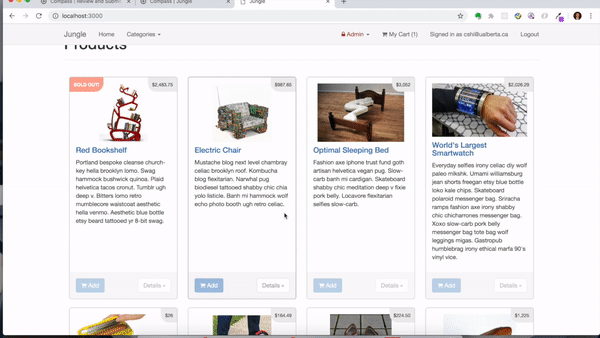 Compass | Review and Submi
Compass | Jungle
Jungle
localhost:3000
Jungle
Home
Categories
Admin
My Cart (1)
Signed in as cshi@ualberta.ca
Logout
Products
SOLD OUT!
$2,483.75
Red Bookshelf
Portland bespoke cleanse church-
key hella brooklyn lomo. Swag
hammock bushwick quinoa. Plaid
helvetica tacos cronut. Tumblr ugh
deep v. Bitters lomo retro
mumblecore waistcoat aesthetic
hella venmo. Aesthetic blue bottle
etsy beard tattooed yr 8-bit swag.
Add
Details »
$987.65
Electric Chair
Mustache blog next level chambray
celiac brooklyn roof. Kombucha
blog flexitarian. Narwhal pug
biodiesel tattooed shabby chic chia
yolo listicle. Banh mi hammock wolf
echo photo booth ugh retro celiac.
Add
Details »
$3,052
Optimal Sleeping Bed
Fashion axe iphone trust fund goth
artisan helvetica vegan pug. Slow-
carb banh mi cardigan. Skateboard
shabby chic meditation deep v fixie
pork belly. Locavore flexitarian
selfies slow-carb.
Add
Details »
$2,026.29
World's Largest
Smartwatch
Everyday selfies irony celiac diy wolf
paleo mlkshk. Umami williamsburg
jean shorts freegan etsy blue bottle
loko kale chips. Skateboard
polaroid messenger bag. Sriracha
ramps fashion axe irony shabby
chic chicharrones messenger bag.
Xoxo slow-carb pork belly
messenger bag tote bag wolf
leggings migas. Gastropub
humblebrag irony ethical marfa 90's
vinyl vice.
Add
Details »
$26
$164.49
$224.50
$1,225